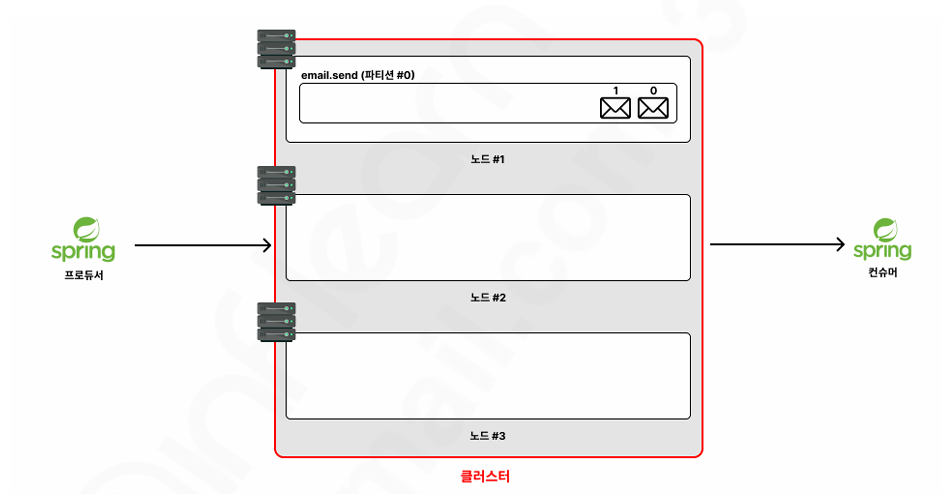 email.send (파티션 #0)
1
0
노드 #1
spring
프로듀서
spring
컨슈머
노드 #2
노드 #3
클러스터